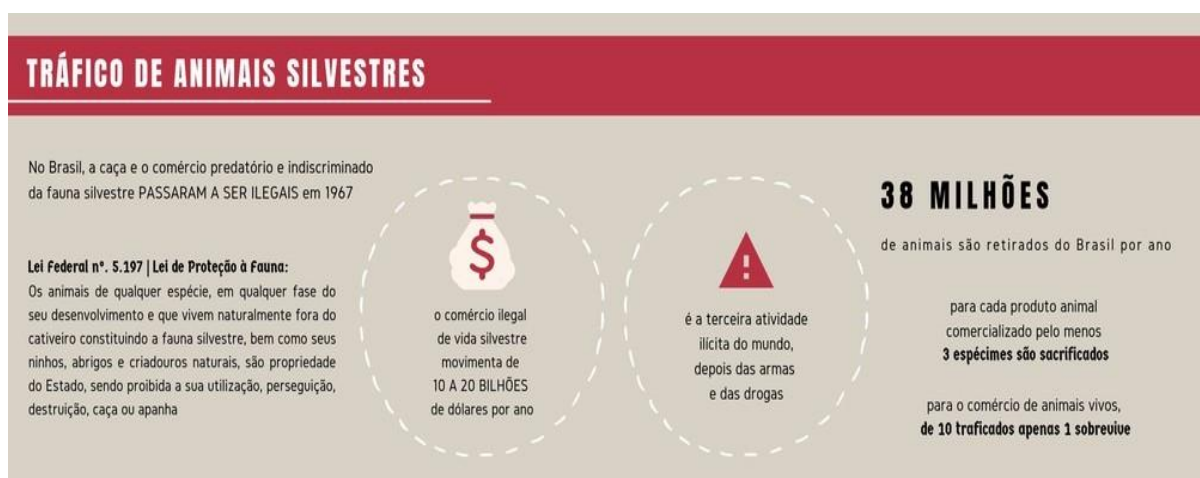 TRÁFICO DE ANIMAIS SILVESTRES
No Brasil, a caça e o comércio predatório e indiscriminado
da fauna silvestre PASSARAM A SER ILEGAIS em 1967
Lei Federal nº. 5.197 | Lei de Proteção à Fauna:
Os animais de qualquer espécie, em qualquer fase do
seu desenvolvimento e que vivem naturalmente fora do
cativeiro constituindo a fauna silvestre, bem como seus
ninhos, abrigos e criadouros naturais, são propriedade
do Estado, sendo proibida a sua utilização, perseguição,
destruição, caça ou apanha
$
o comércio ilegal
de vida silvestre
movimenta de
10 A 20 BILHÕES
de dólares por ano
!
é a terceira atividade
ilícita do mundo,
depois das armas
e das drogas
38 MILHÕES
de animais são retirados do Brasil por ano
para cada produto animal
comercializado pelo menos
3 espécimes são sacrificados
para o comércio de animais vivos,
de 10 traficados apenas 1 sobrevive